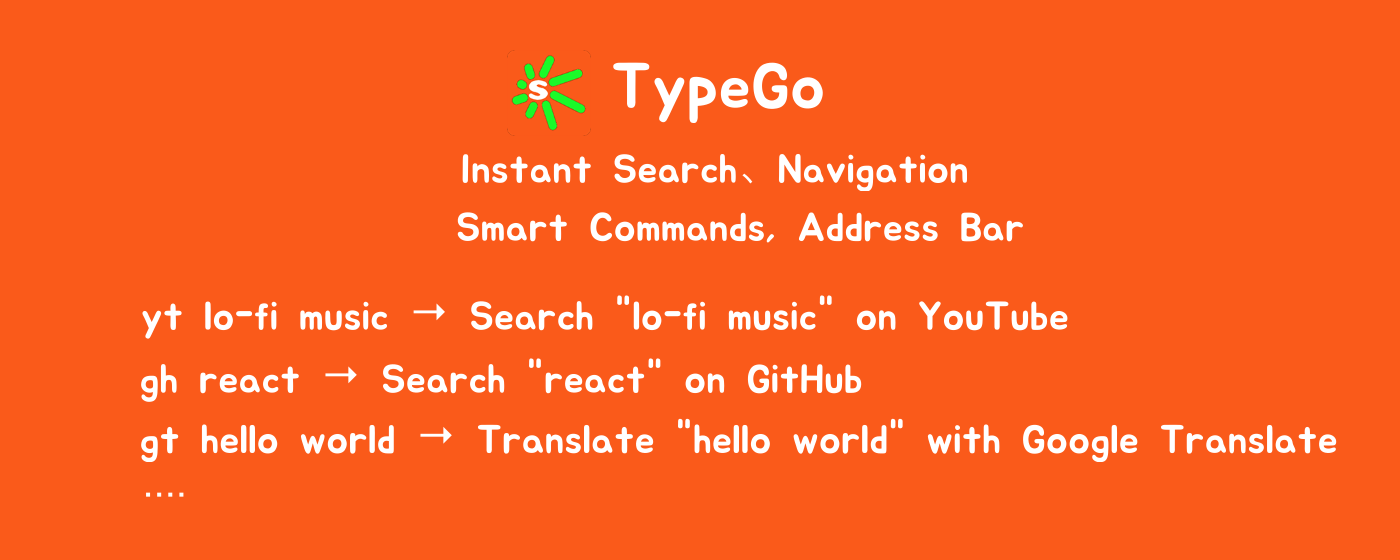 S TypeGo
Instant Search、Navigation
Smart Commands, Address Bar
yt lo-fi music → Search "lo-fi music" on YouTube
gh react → Search "react" on GitHub
gt hello world → Translate "hello world" with Google Translate
....